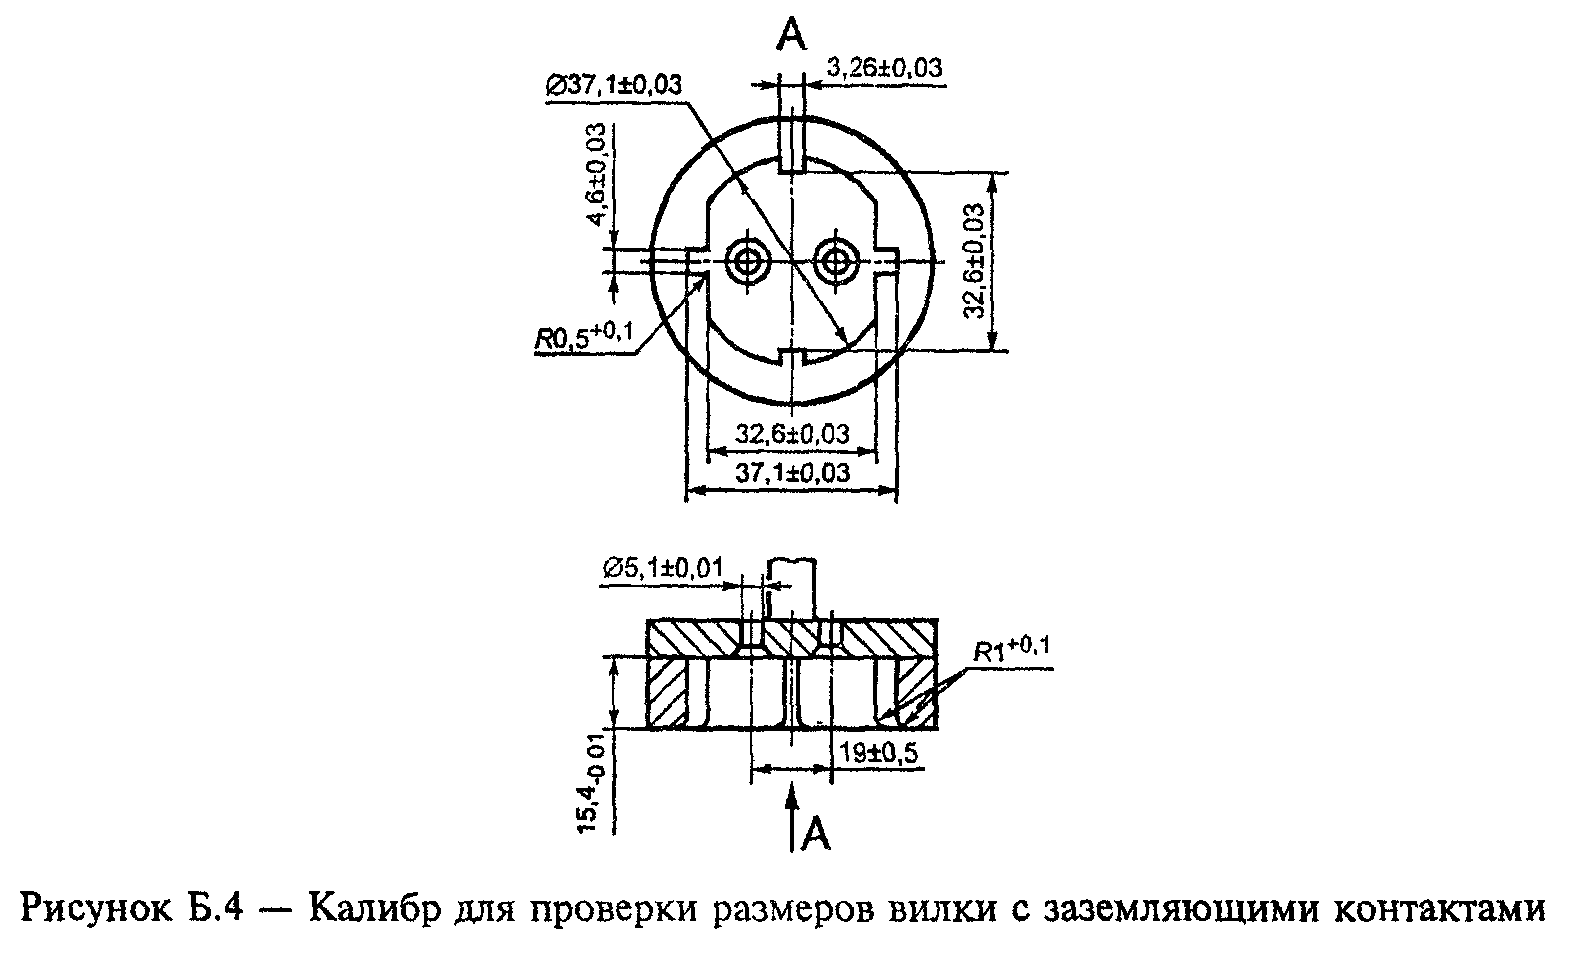 А
3,26±0,03
Ø37,1±0,03
4,6±0,03
32,6±0,03
R0,5+0,1
32,6±0,03
37,1±0,03
Ø5,1±0,01
R1+0,1
19±0,5
15,4-0 01
А
Рисунок Б.4 — Калибр для проверки размеров вилки с заземляющими контактами